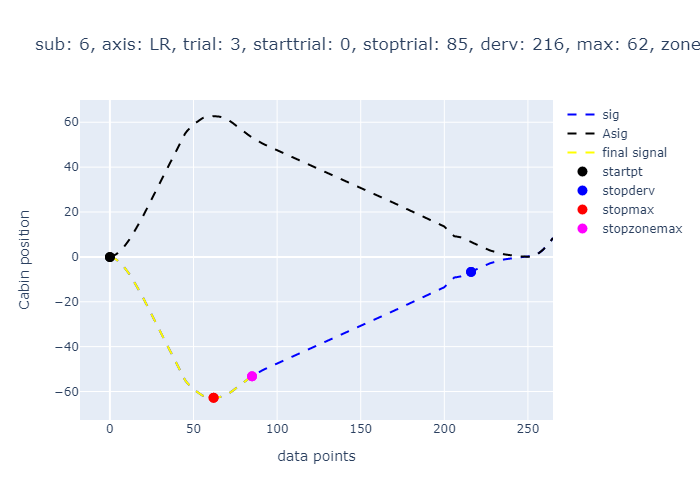 sub: 6, axis: LR, trial: 3, starttrial: 0, stoptrial: 85, derv: 216, max: 62, zone
sig
Asig
final signal
startpt
stopderv
stopmax
stopzonemax
Cabin position
60
40
20
0
−20
−40
−60
0
50
100
150
200
250
data points